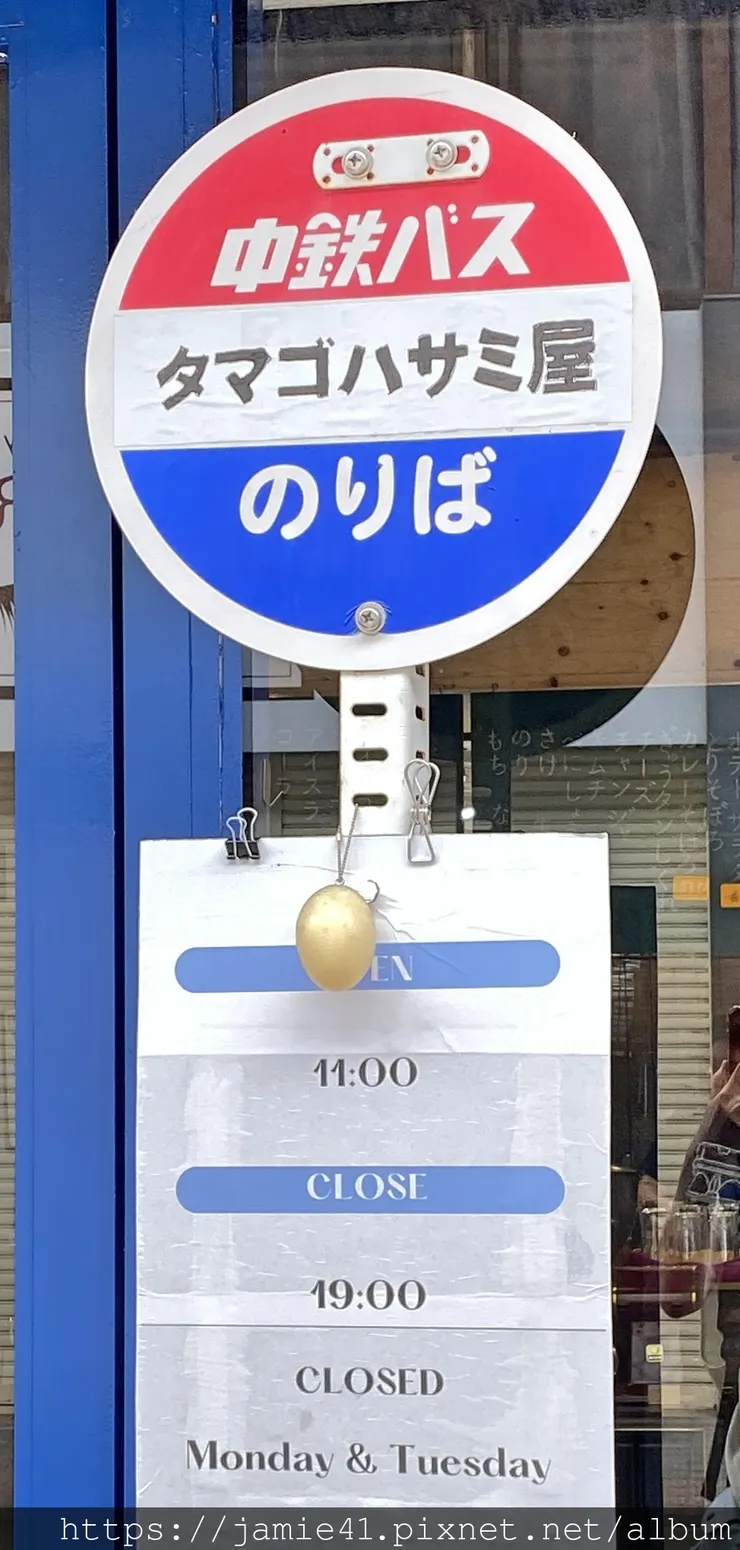 中鉄バス
タマゴハサミ屋
のりば
EN
11:00
CLOSE
19:00
CLOSED
Monday & Tuesday
https://jamie41.pixnet.net/album